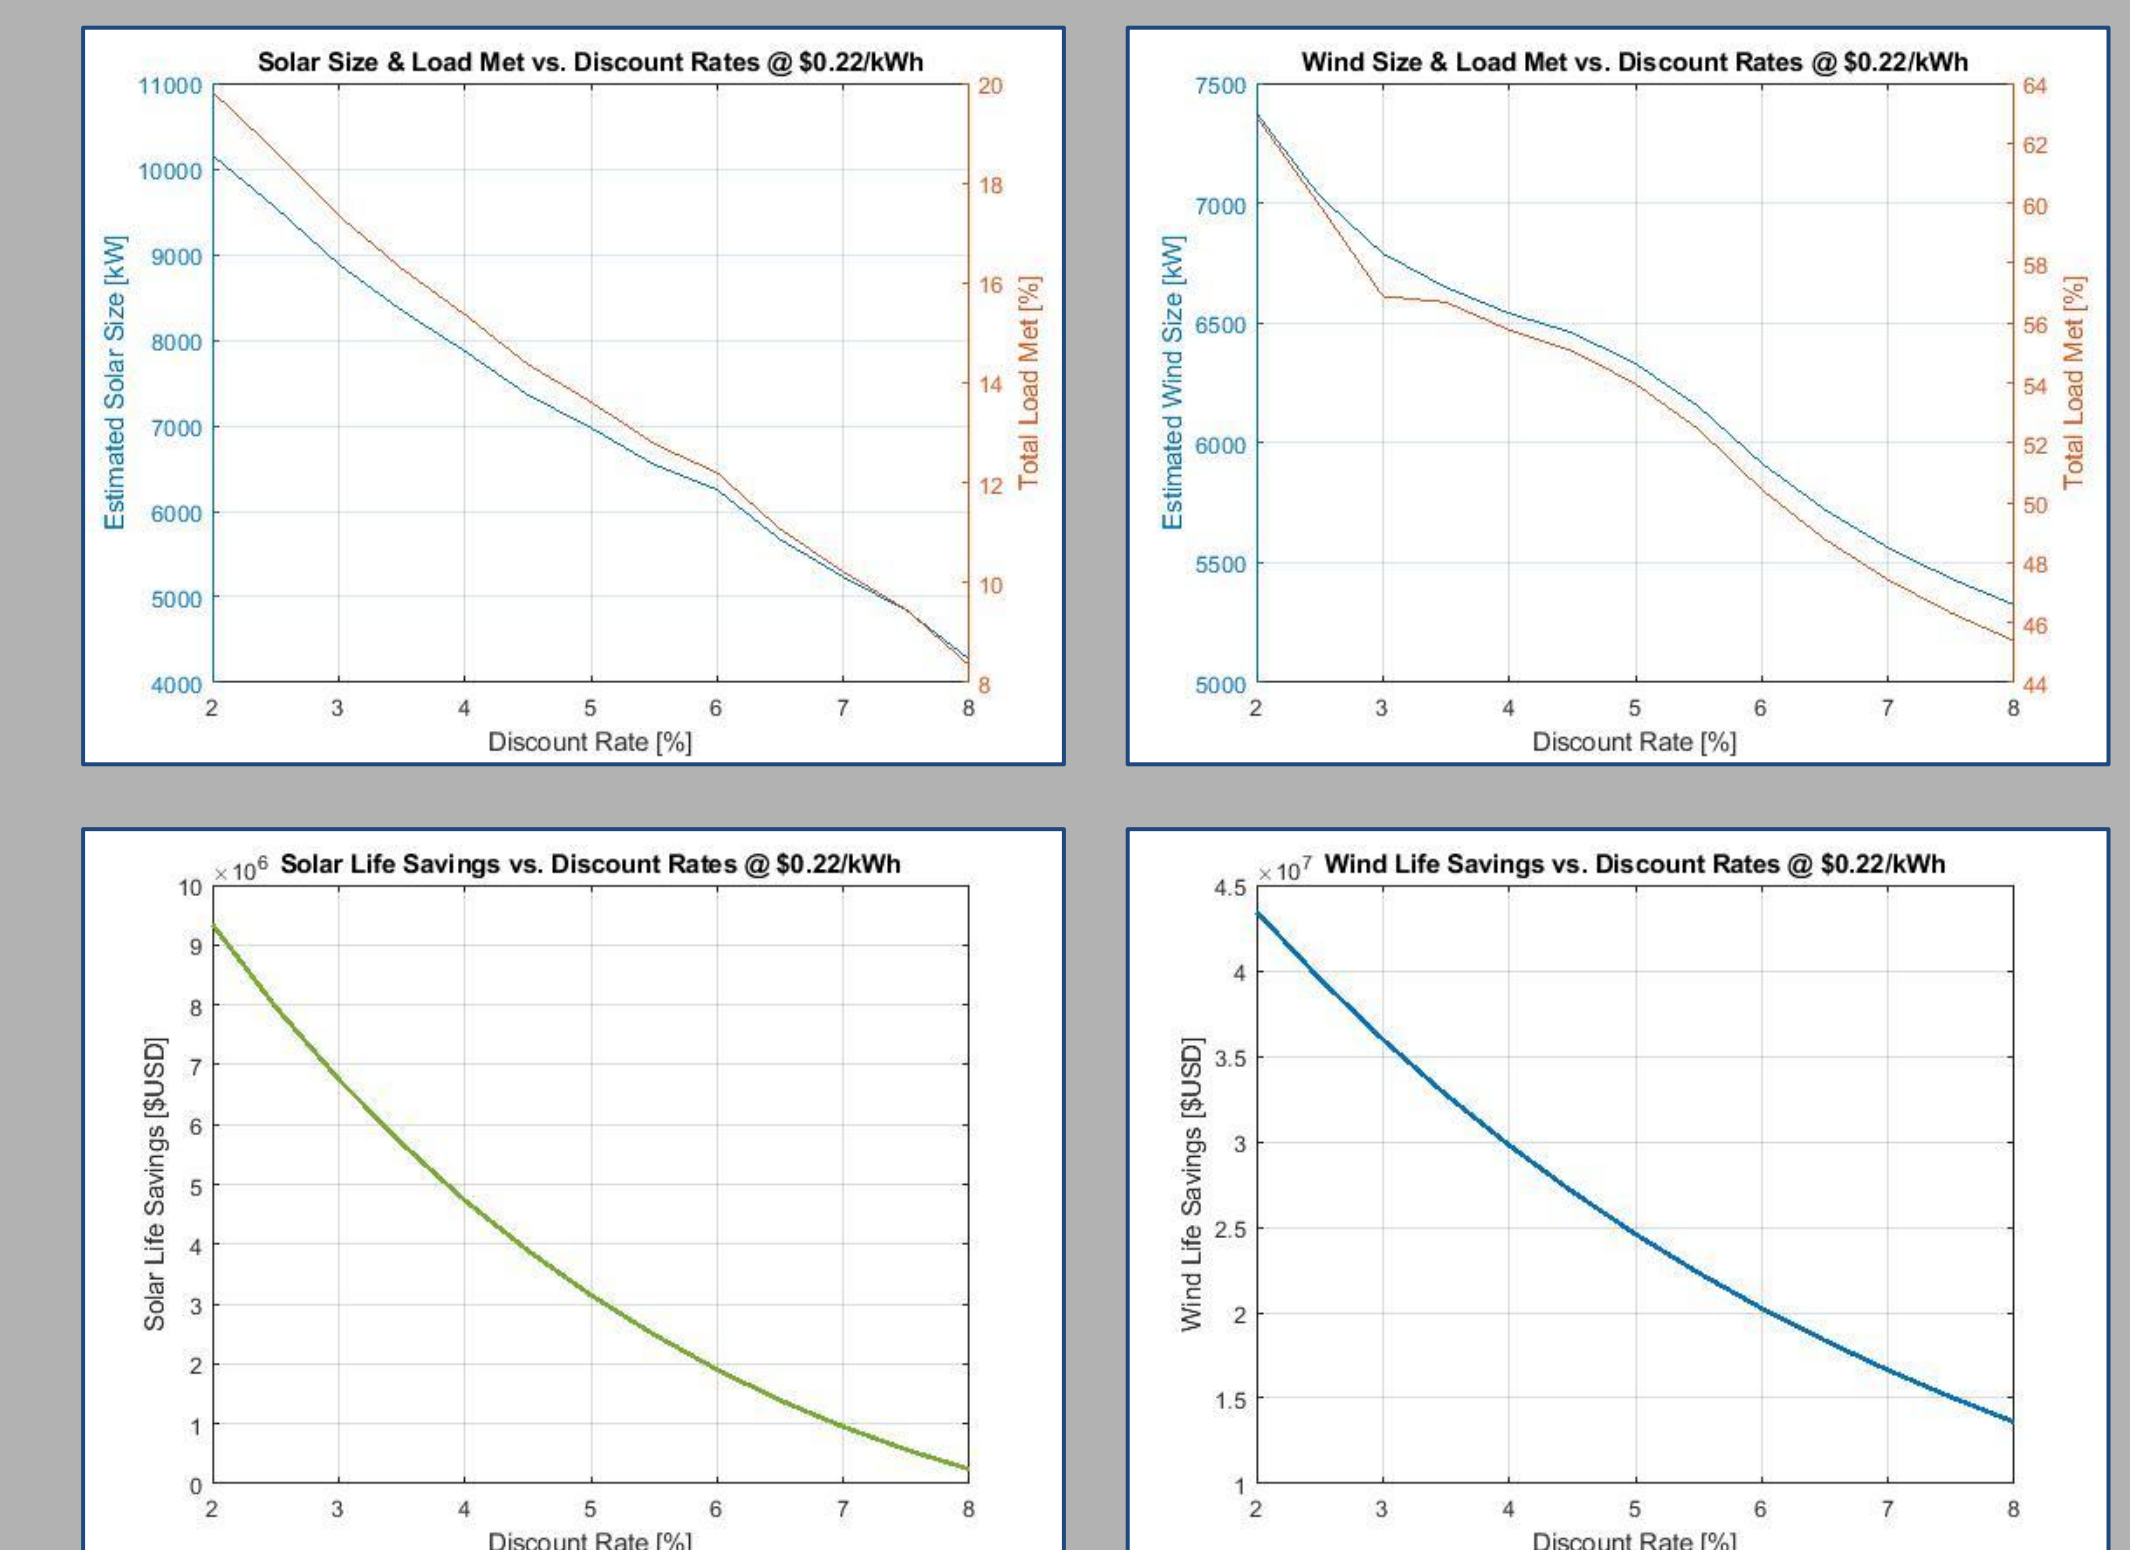 Solar Size & Load Met vs. Discount Rates @ $0.22/kWh
11000
10000
9000
8000
7000
6000
5000
4000
Estimated Solar Size [kW]
20
18
16
14
12
10
8
Total Load Met [%]
2 3 4 5 6 7 8
Discount Rate [%]
Wind Size & Load Met vs. Discount Rates @ $0.22/kWh
7500
7000
6500
6000
5500
5000
Estimated Wind Size [kW]
64
62
60
58
56
54
52
50
48
46
44
Total Load Met [%]
2 3 4 5 6 7 8
Discount Rate [%]
×10⁶ Solar Life Savings vs. Discount Rates @ $0.22/kWh
10
9
8
7
6
5
4
3
2
1
0
Solar Life Savings [$USD]
2 3 4 5 6 7 8
Discount Rate [%]
×10⁷ Wind Life Savings vs. Discount Rates @ $0.22/kWh
4.5
4
3.5
3
2.5
2
1.5
1
Wind Life Savings [$USD]
2 3 4 5 6 7 8
Discount Rate [%]